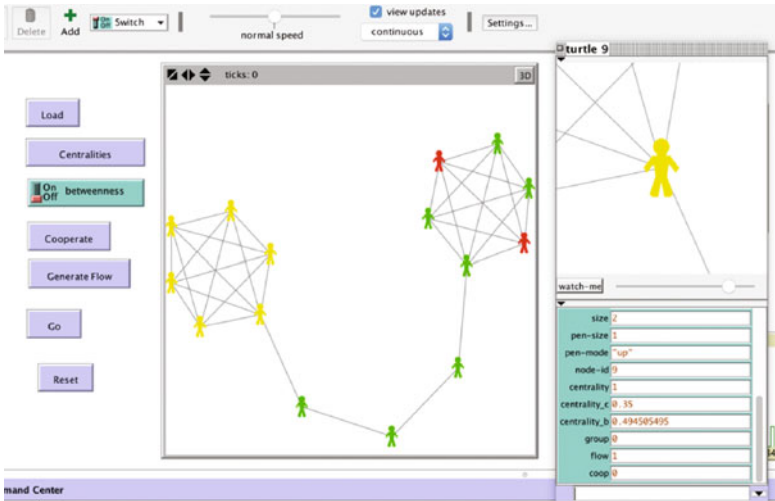 view updates
Delete
Add
Switch
normal speed
continuous
Settings...
turtle 9
ticks: 0
3D
Load
Centralities
On
Off
betweenness
Cooperate
Generate Flow
Go
Reset
watch-me
size 2
pen-size 1
pen-mode "up"
node-id 9
centrality 1
centrality_c 0.35
centrality_b 0.494505495
group 0
flow 1
coop 0
mand Center